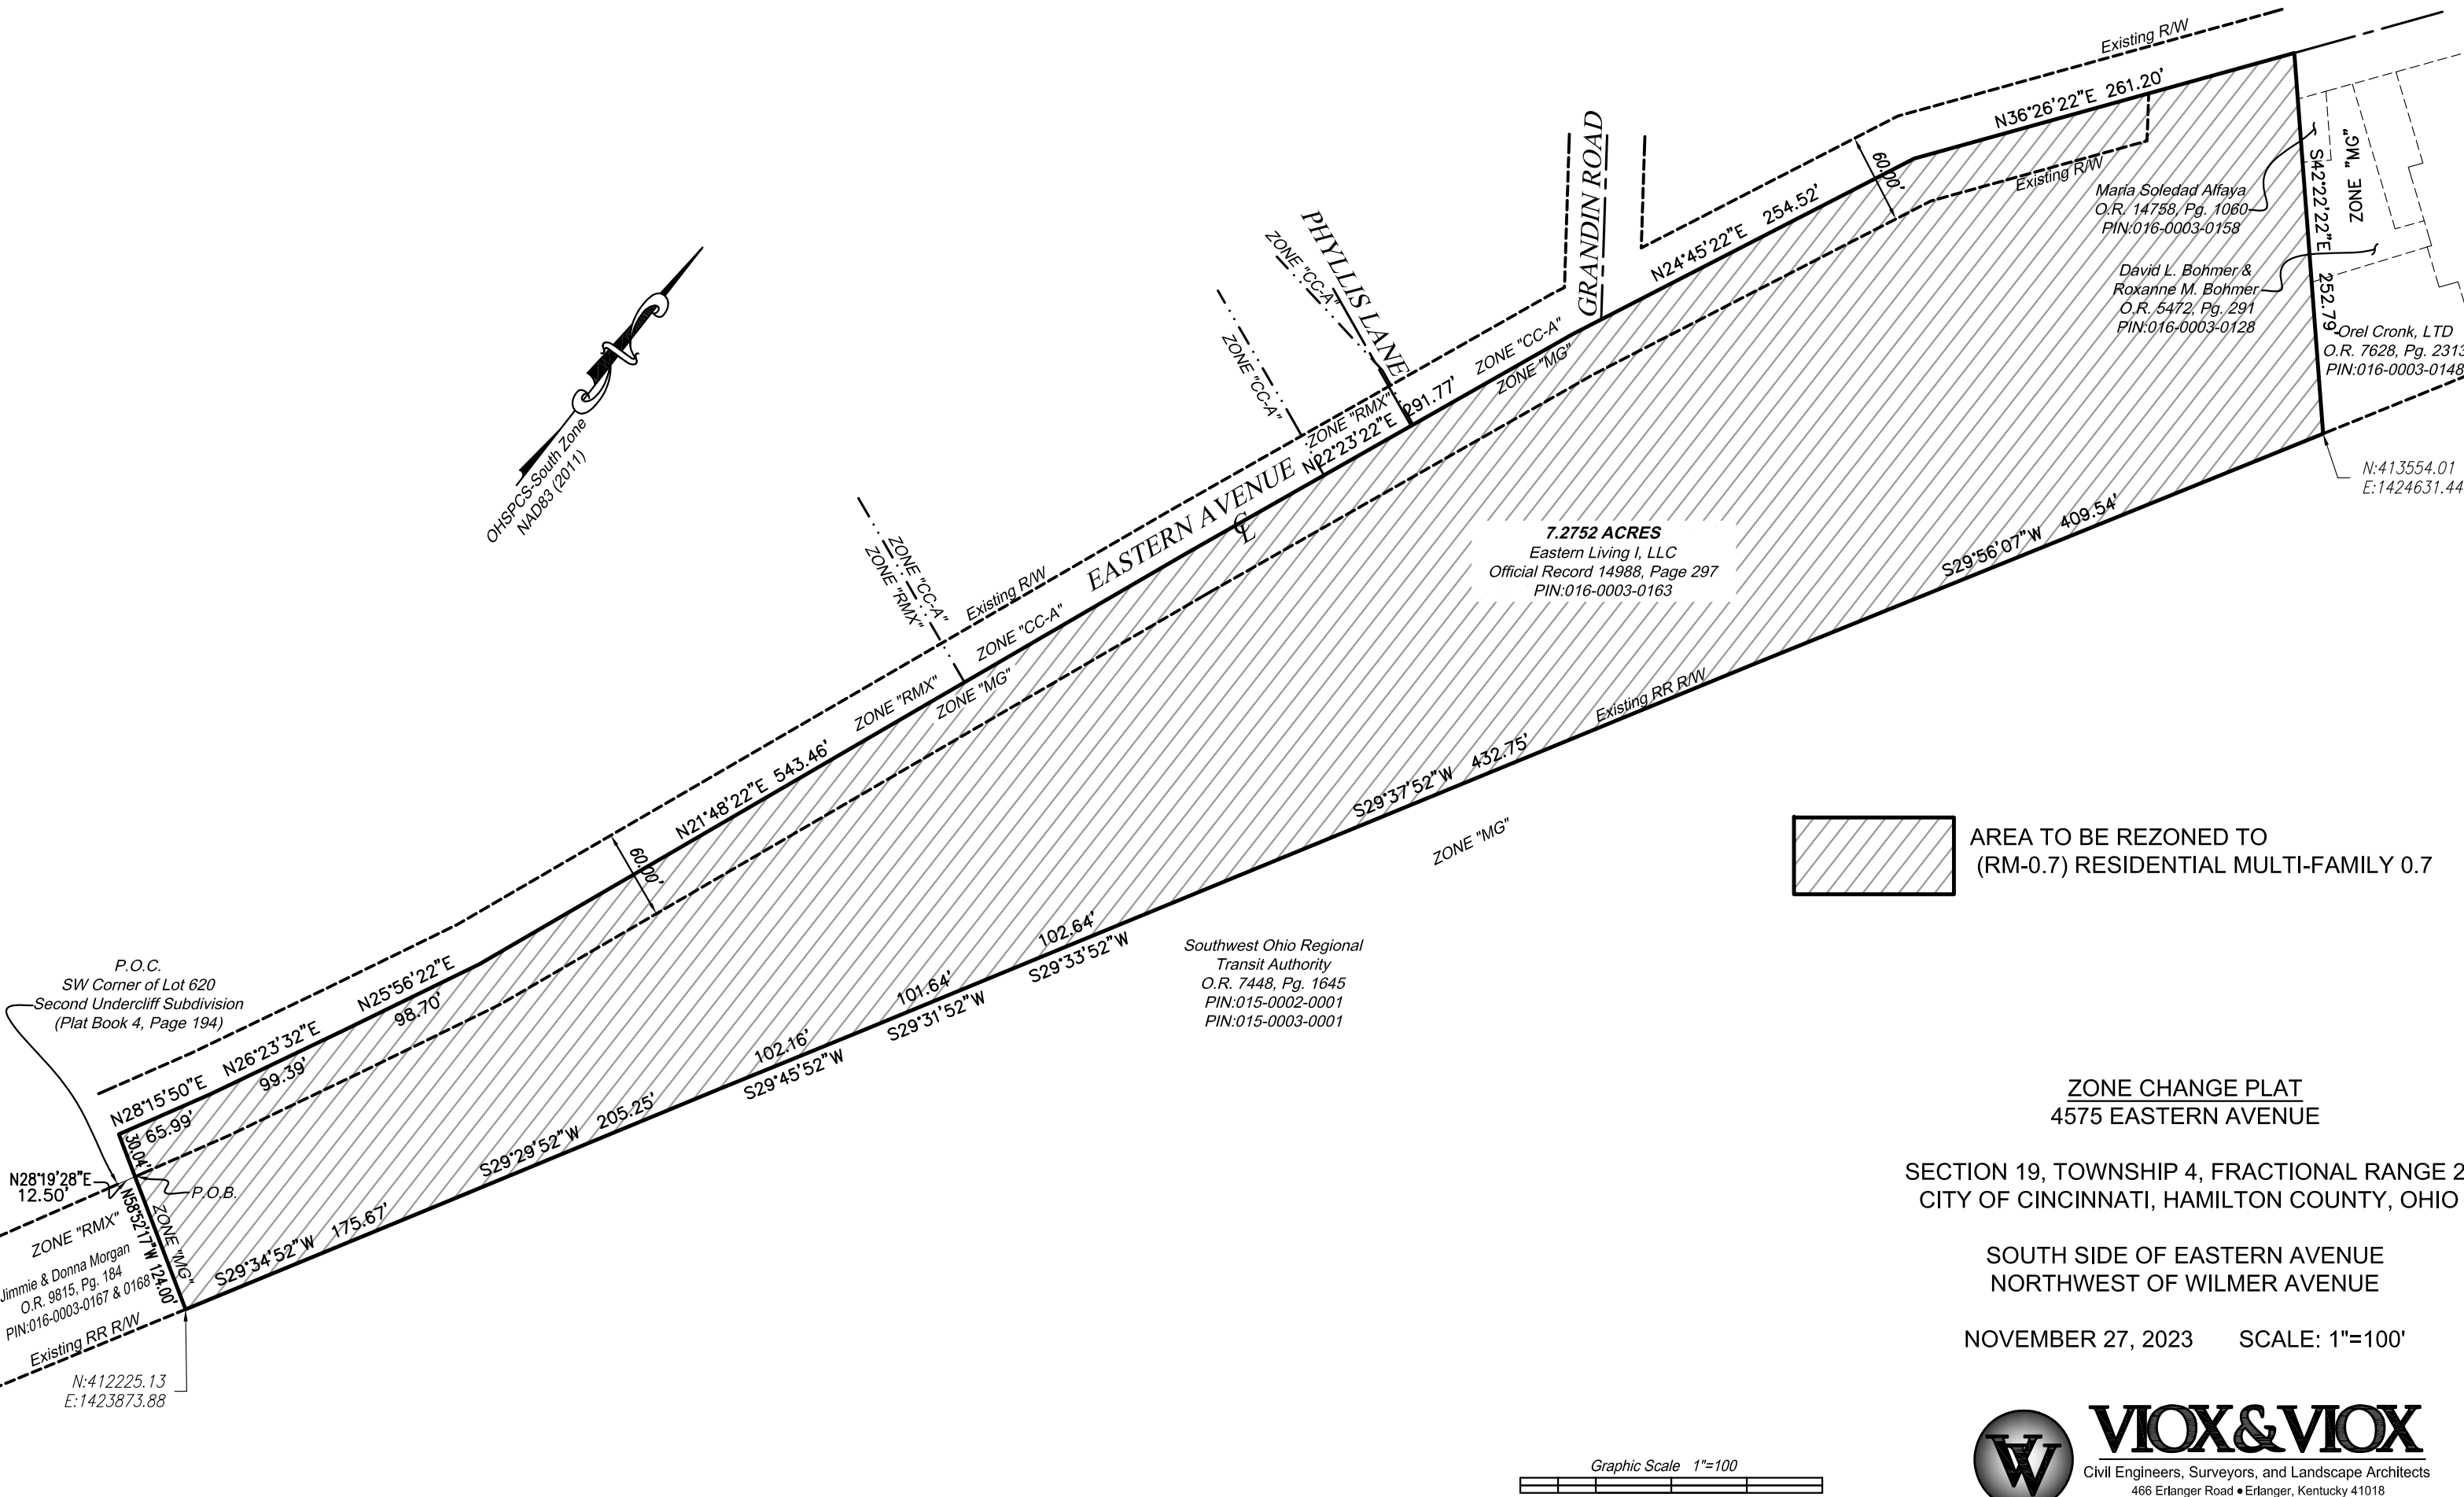 Existing R/W
N36°26'22"E 261.20'
Existing R/W
60.00'
GRANDIN ROAD
N24°45'22"E 254.52'
Maria Soledad Alfaya
O.R. 14758, Pg. 1060
PIN:016-0003-0158
S42°22'22"E 252.79'
ZONE "MG"
David L. Bohmer &
Roxanne M. Bohmer
O.R. 5472, Pg. 291
PIN:016-0003-0128
Orel Cronk, LTD
O.R. 7628, Pg. 2313
PIN:016-0003-0148
N:413554.01
E:1424631.44
PHYLLIS LANE
ZONE "CC-A"
ZONE "CC-A"
ZONE "CC-A"
ZONE "MG"
ZONE "RMX"
N22°23'22"E 291.77'
OHSPCS-South Zone
NAD83 (2011)
EASTERN AVENUE
CL
ZONE "CC-A"
ZONE "RMX"
Existing R/W
ZONE "CC-A"
ZONE "RMX"
ZONE "MG"
7.2752 ACRES
Eastern Living I, LLC
Official Record 14988, Page 297
PIN:016-0003-0163
S29°56'07"W 409.54'
Existing RR R/W
N21°48'22"E 543.46'
60.00'
S29°37'52"W 432.75'
ZONE "MG"
AREA TO BE REZONED TO
(RM-0.7) RESIDENTIAL MULTI-FAMILY 0.7
102.64'
S29°33'52"W
Southwest Ohio Regional
Transit Authority
O.R. 7448, Pg. 1645
PIN:015-0002-0001
PIN:015-0003-0001
101.64'
S29°31'52"W
102.16'
S29°45'52"W
S29°29'52"W 205.25'
S29°34'52"W 175.67'
P.O.C.
SW Corner of Lot 620
Second Undercliff Subdivision
(Plat Book 4, Page 194)
N25°56'22"E
98.70'
N26°23'32"E
99.39'
N28°15'50"E
65.99'
30.04'
N28°19'28"E
12.50'
P.O.B.
N58°52'17"W 124.00'
ZONE "MG"
ZONE "RMX"
Jimmie & Donna Morgan
O.R. 9815, Pg. 184
PIN:016-0003-0167 & 0168
Existing RR R/W
N:412225.13
E:1423873.88
ZONE CHANGE PLAT
4575 EASTERN AVENUE
SECTION 19, TOWNSHIP 4, FRACTIONAL RANGE 2
CITY OF CINCINNATI, HAMILTON COUNTY, OHIO
SOUTH SIDE OF EASTERN AVENUE
NORTHWEST OF WILMER AVENUE
NOVEMBER 27, 2023 SCALE: 1"=100'
Graphic Scale 1"=100
VV
VIOX & VIOX
Civil Engineers, Surveyors, and Landscape Architects
466 Erlanger Road • Erlanger, Kentucky 41018